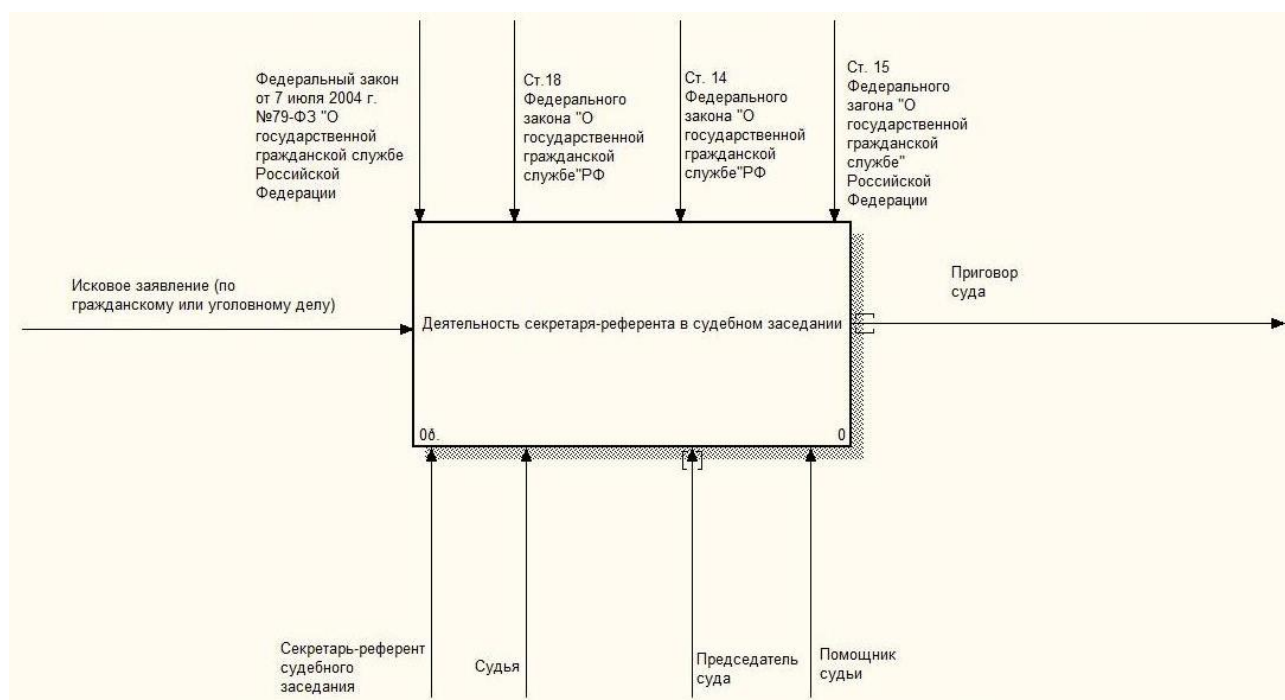 Федеральный закон
от 7 июля 2004 г.
№79-ФЗ "О
государственной
гражданской службе
Российской
Федерации
Ст.18
Федерального
закона "О
государственной
гражданской
службе"РФ
Ст. 14
Федерального
закона "О
государственной
гражданской
службе"РФ
Ст. 15
Федерального
загона "О
государственной
гражданской
службе"
Российской
Федерации
Исковое заявление (по
гражданскому или уголовному делу)
Деятельность секретаря-референта в судебном заседании
0ð.
0
Приговор
суда
Секретарь-референт
судебного
заседания
Судья
Председатель
суда
Помощник
судьи